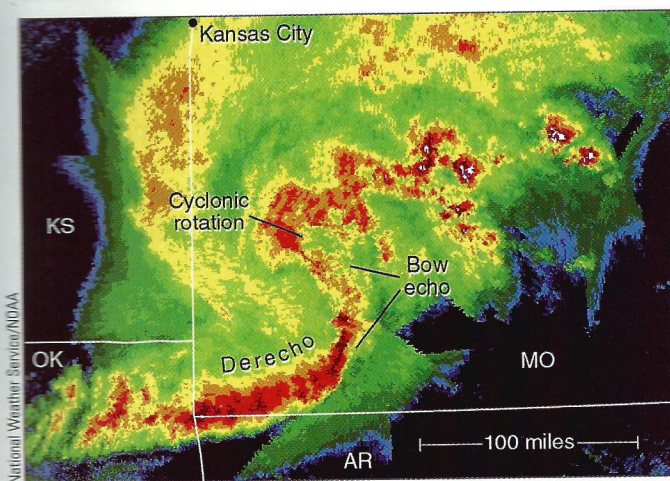 Kansas City
Cyclonic
rotation
KS
Bow
echo
Derecho
OK
MO
100 miles
AR
National Weather Service/NOAA